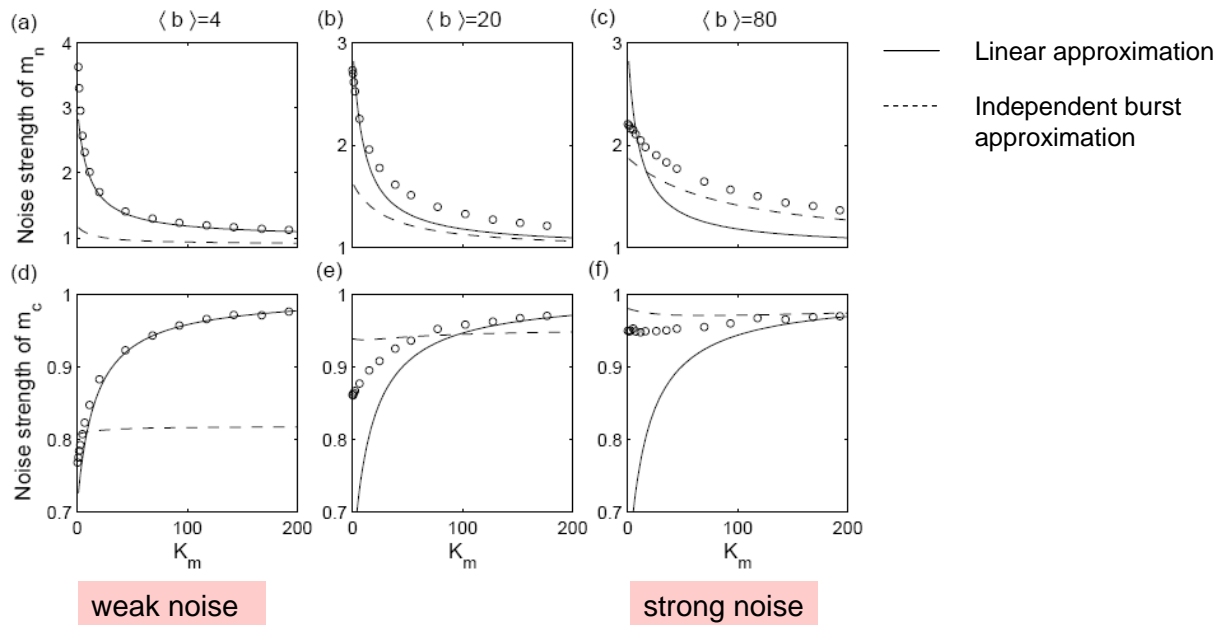 (a) ⟨ b ⟩=4
(b) ⟨ b ⟩=20
(c) ⟨ b ⟩=80
Noise strength of m_n
4
3
2
1
3
2
1
3
2
1
Linear approximation
Independent burst
approximation
(d)
(e)
(f)
Noise strength of m_c
1
0.9
0.8
0.7
0 100 200
K_m
1
0.9
0.8
0.7
0 100 200
K_m
1
0.9
0.8
0.7
0 100 200
K_m
weak noise
strong noise